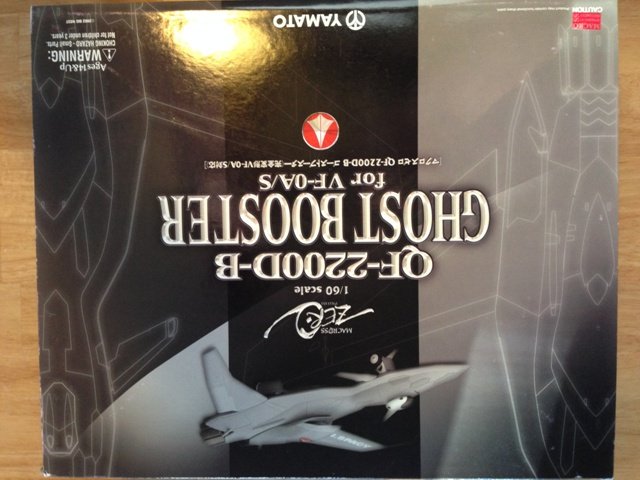 MACROSS
ZERO
1/60 scale
QF-2200D-B
GHOST BOOSTER
for VF-0A/S
[マクロスゼロ QF-2200D-B ゴーストブースター 完全変形VF-0A/S対応]
Ages14&Up
WARNING:
CHOKING HAZARD - Small Parts.
Not for children under 3 years.
YAMATO
CAUTION